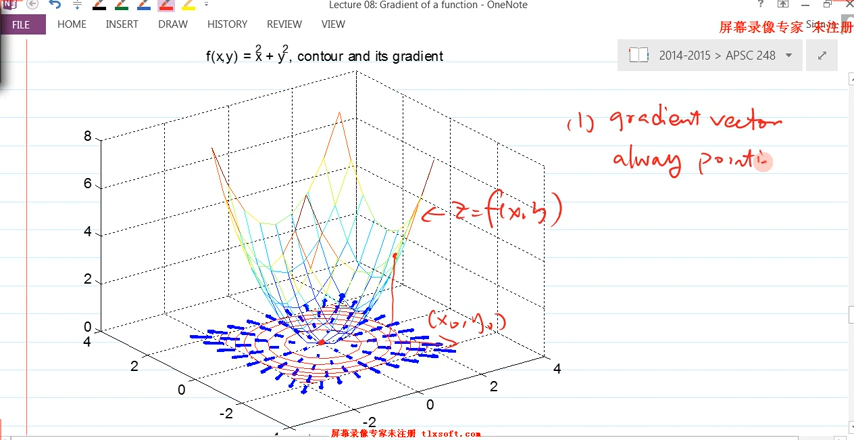 Lecture 08: Gradient of a function - OneNote
屏幕录像专家 未注册
FILE HOME INSERT DRAW HISTORY REVIEW VIEW
2014-2015 > APSC 248
f(x,y) = x² + y², contour and its gradient
(1) gradient vector
alway pointi
← z = f(x, y)
(x₀, y₀)
8
6
4
2
0
4
2
0
-2
-2
0
2
4
屏幕录像专家未注册 tlxsoft.com